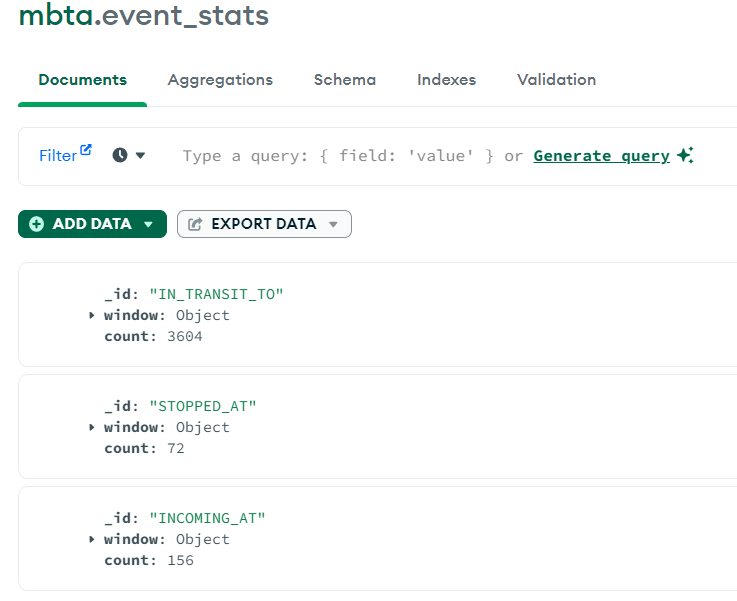 mbta.event_stats
Documents Aggregations Schema Indexes Validation
Filter Type a query: { field: 'value' } or Generate query
ADD DATA EXPORT DATA
_id: "IN_TRANSIT_TO"
window: Object
count: 3604
_id: "STOPPED_AT"
window: Object
count: 72
_id: "INCOMING_AT"
window: Object
count: 156